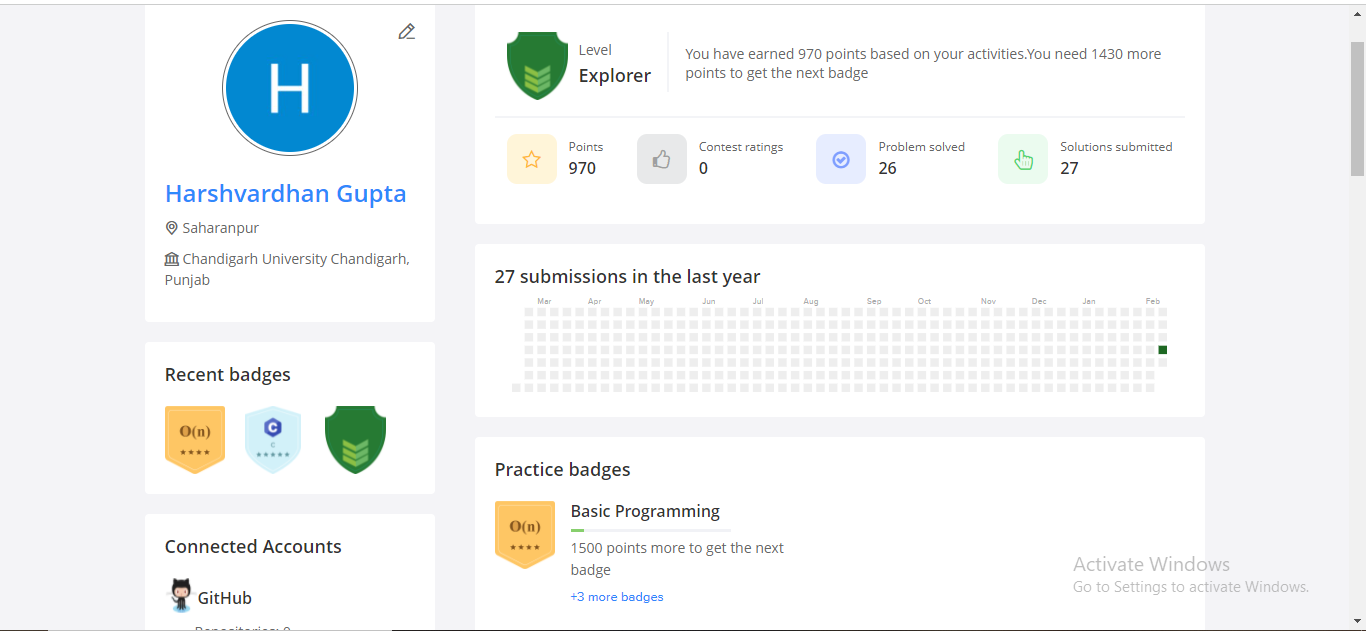 H
Harshvardhan Gupta
Saharanpur
Chandigarh University Chandigarh,
Punjab
Recent badges
O(n)
C
C
Connected Accounts
GitHub
Repositories: 0
Level
Explorer
You have earned 970 points based on your activities.You need 1430 more
points to get the next badge
Points
970
Contest ratings
0
Problem solved
26
Solutions submitted
27
27 submissions in the last year
Mar Apr May Jun Jul Aug Sep Oct Nov Dec Jan Feb
Practice badges
O(n)
Basic Programming
1500 points more to get the next
badge
+3 more badges
Activate Windows
Go to Settings to activate Windows.